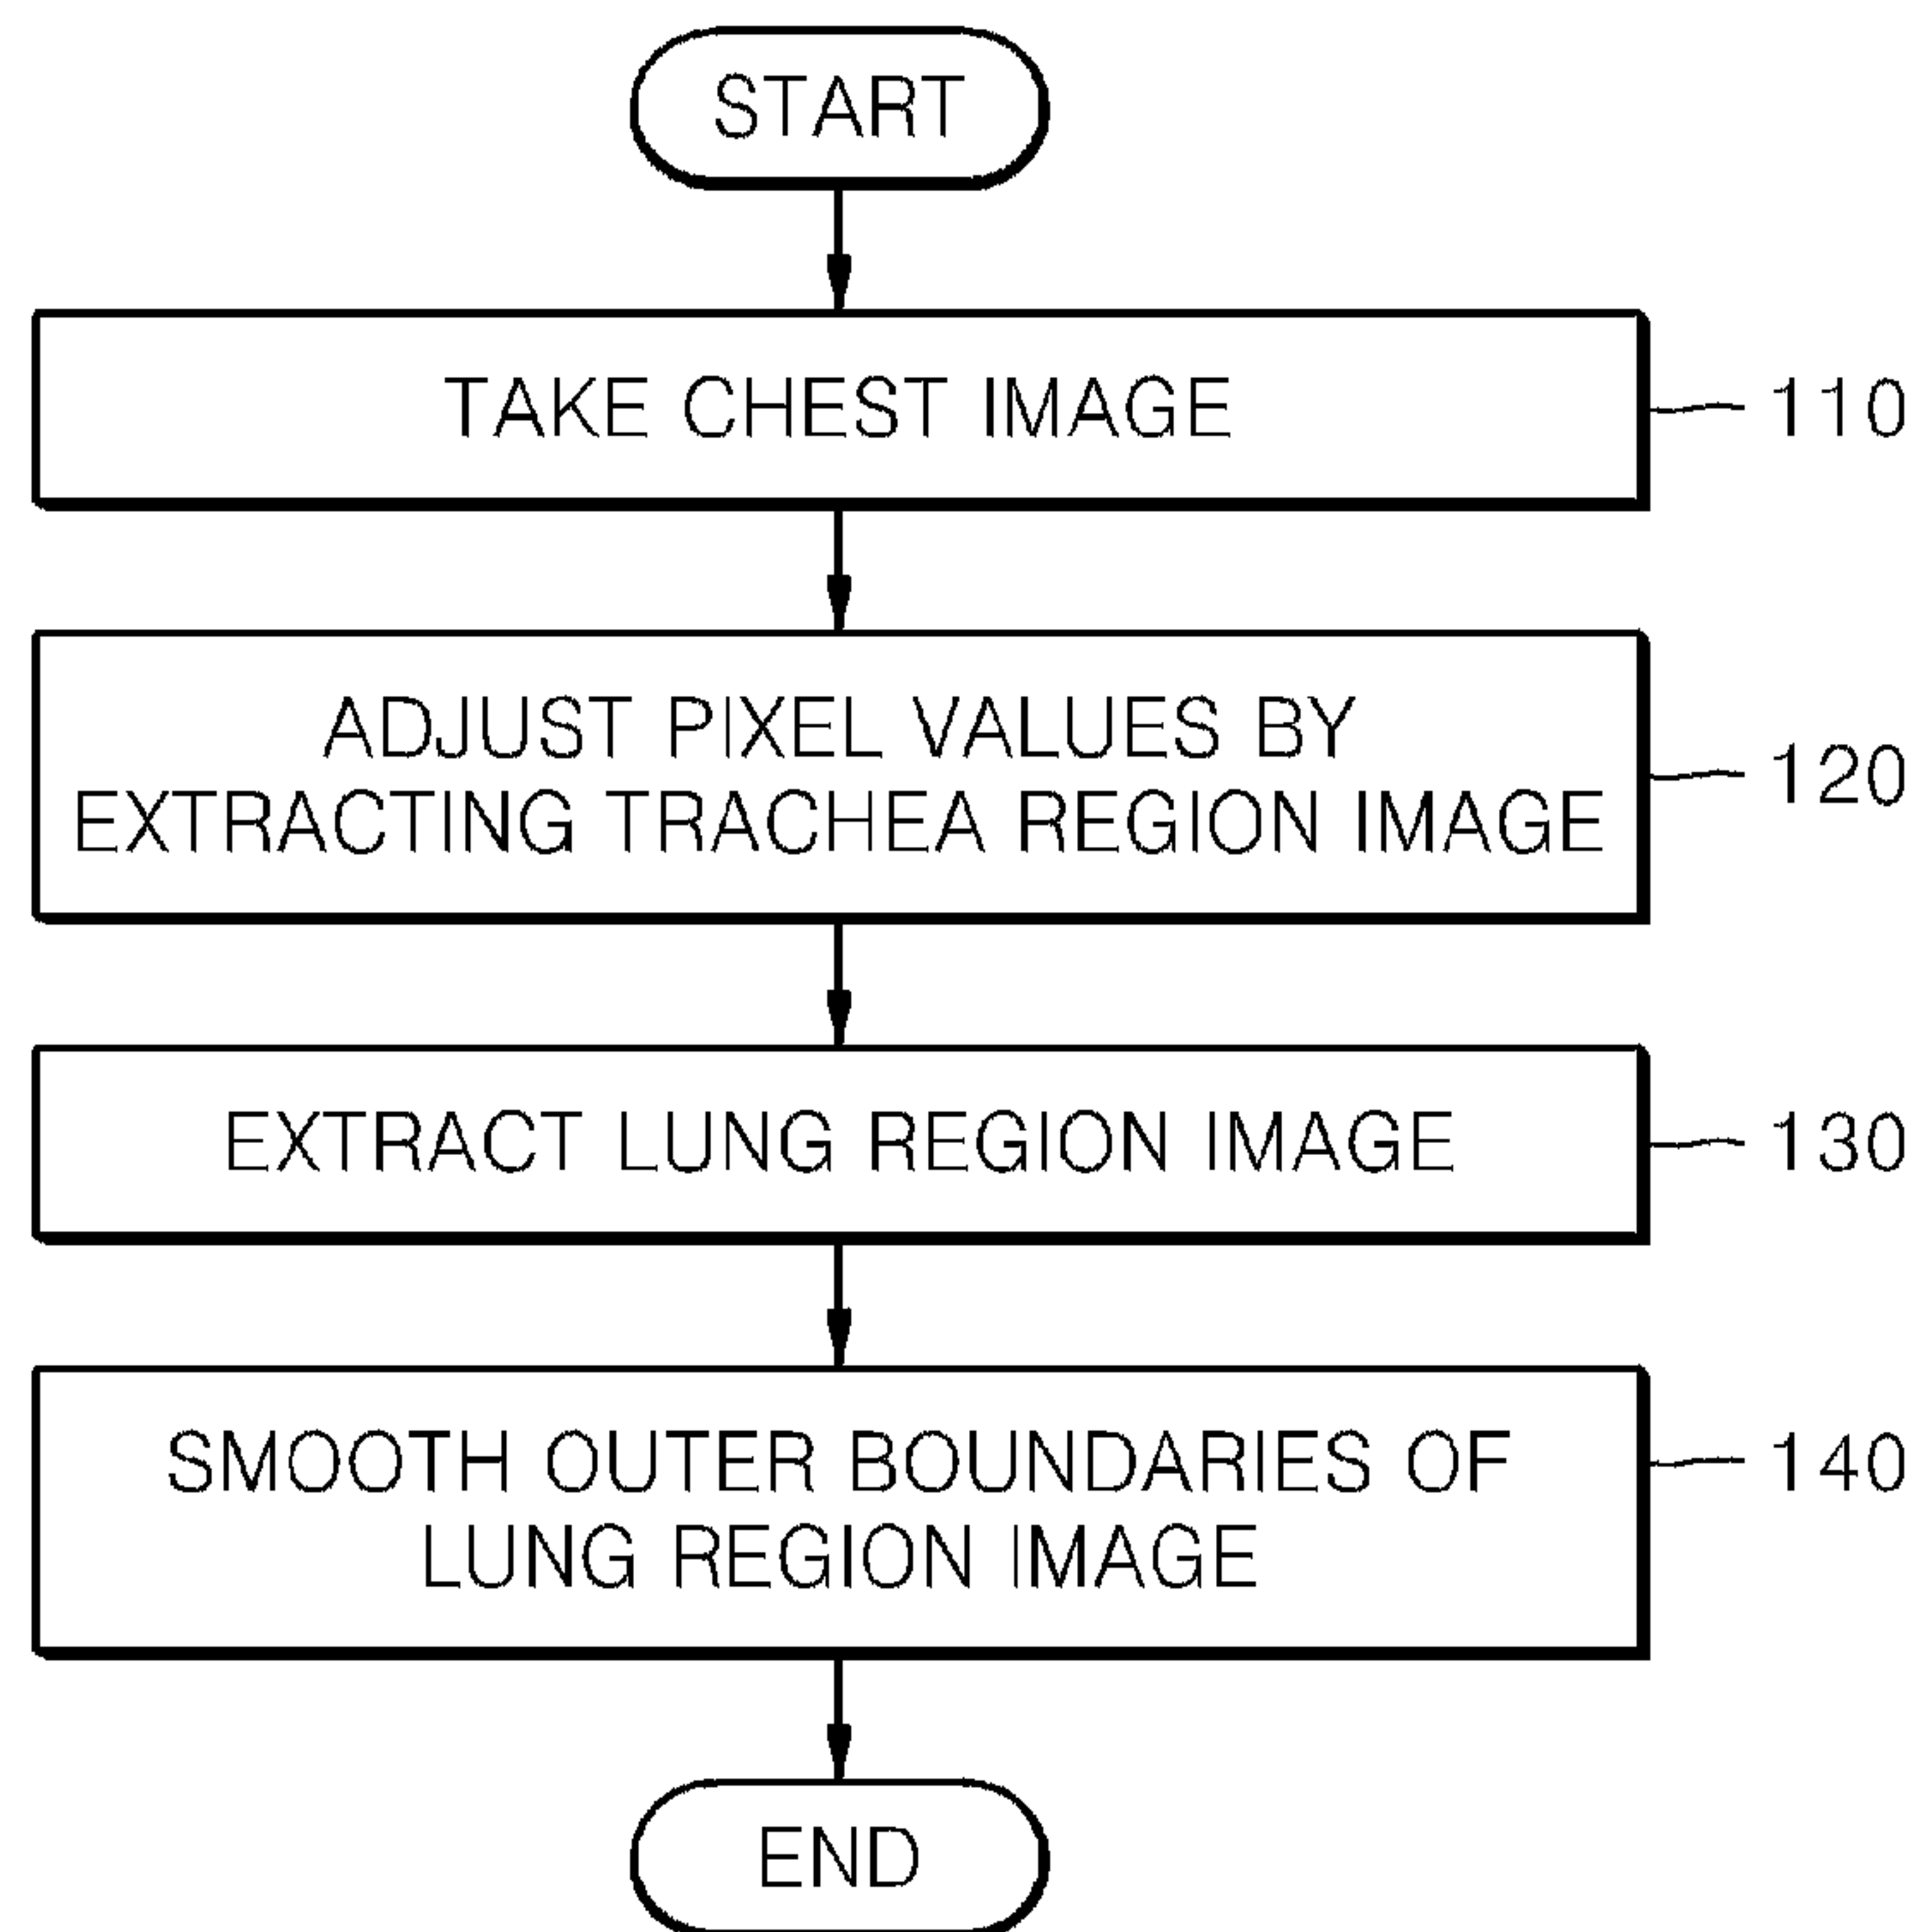 START
TAKE CHEST IMAGE
110
ADJUST PIXEL VALUES BY
EXTRACTING TRACHEA REGION IMAGE
120
EXTRACT LUNG REGION IMAGE
130
SMOOTH OUTER BOUNDARIES OF
LUNG REGION IMAGE
140
END